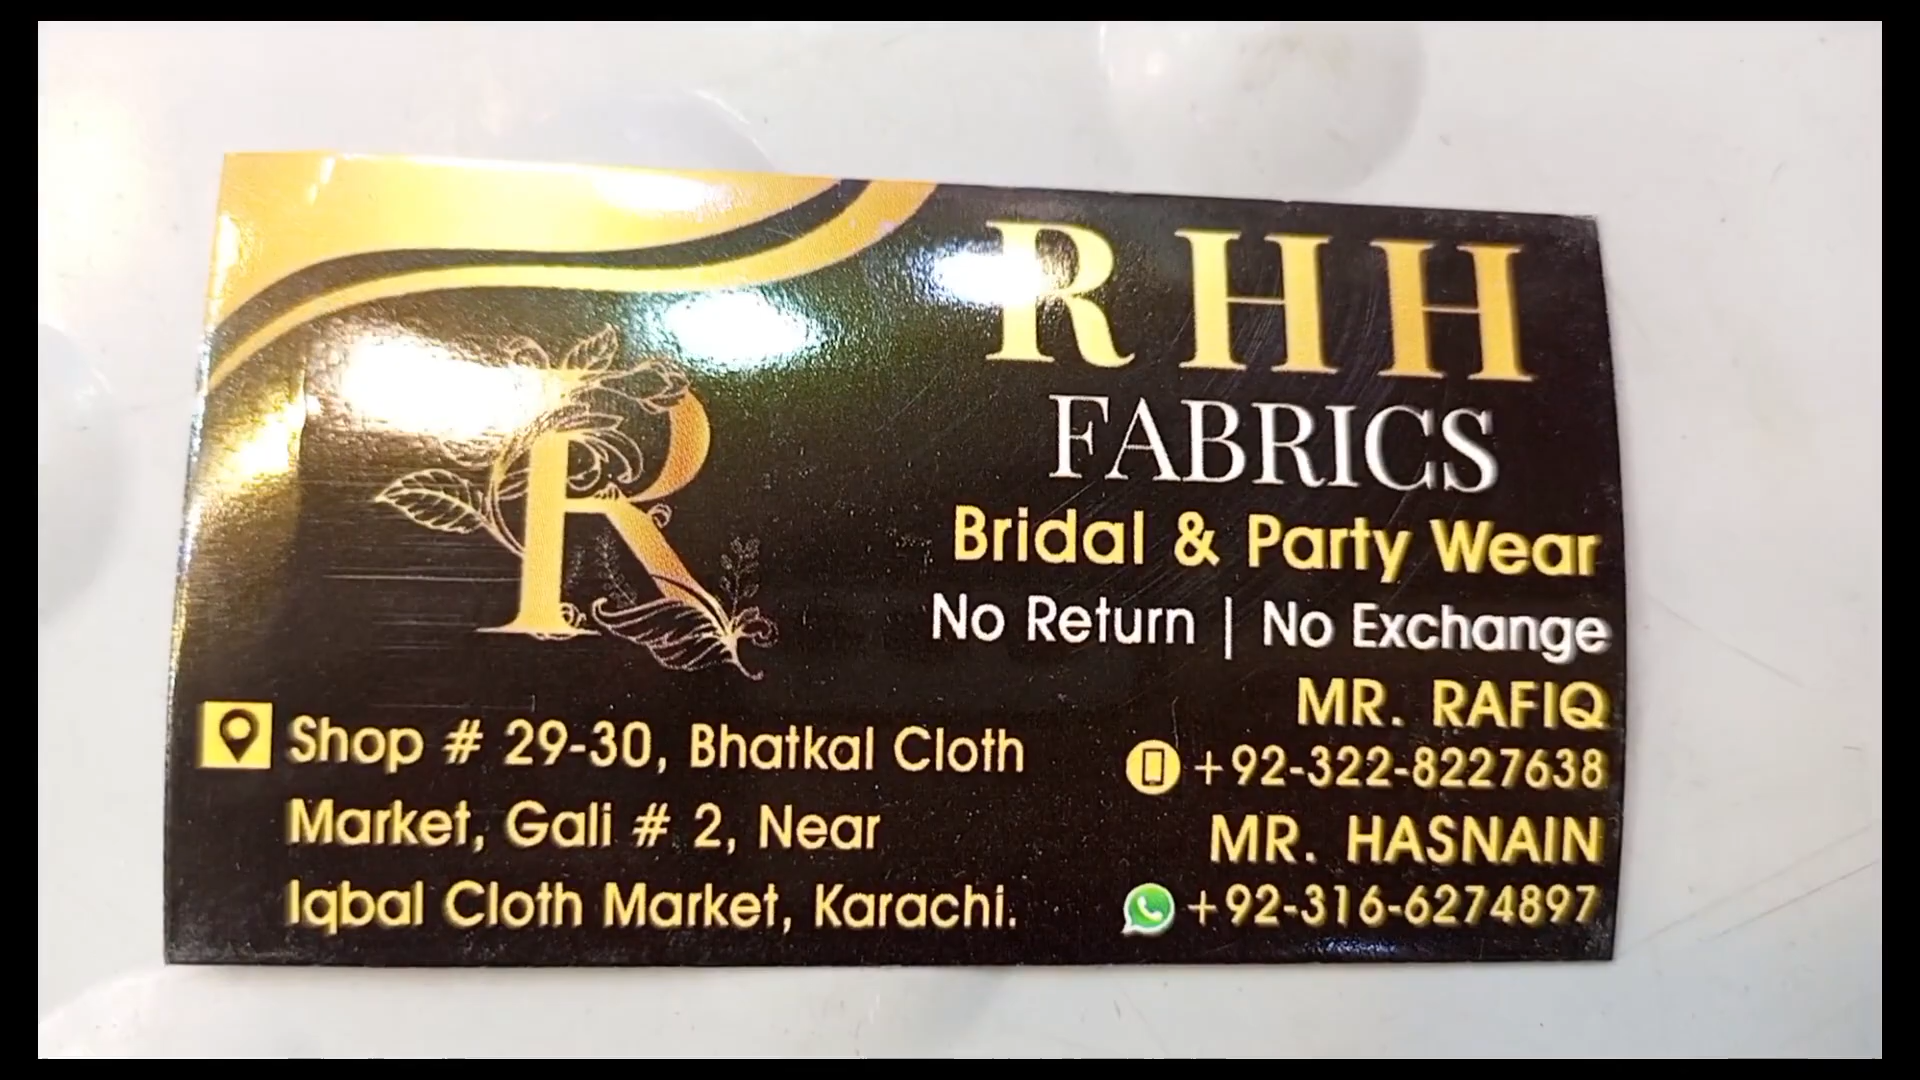 R H H
FABRICS
Bridal & Party Wear
No Return | No Exchange
MR. RAFIQ
+92-322-8227638
MR. HASNAIN
+92-316-6274897
R
Shop # 29-30, Bhatkal Cloth
Market, Gali # 2, Near
Iqbal Cloth Market, Karachi.